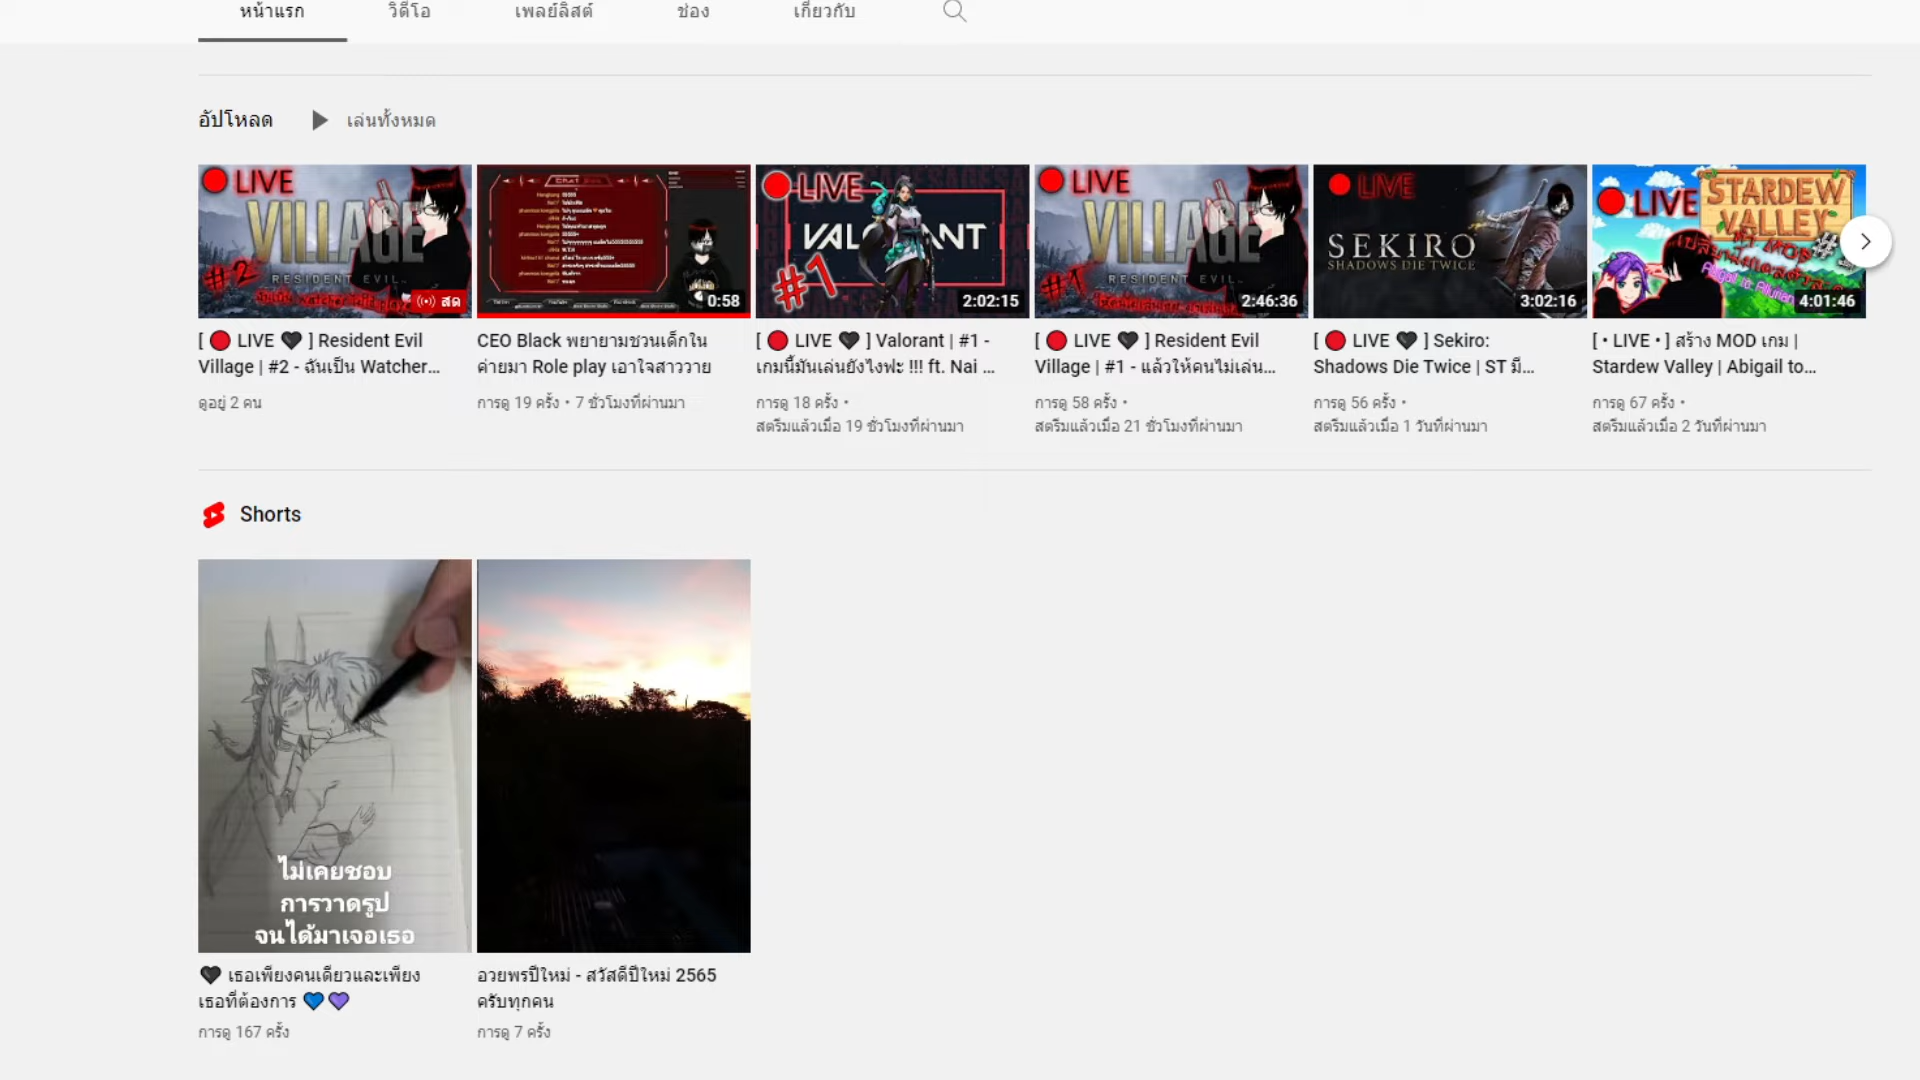 หน้าแรก วิดีโอ เพลย์ลิสต์ ช่อง เกี่ยวกับ
อัปโหลด เล่นทั้งหมด
LIVE
VILLAGE
RESIDENT EVIL
#2
สด
0:58
LIVE
VALORANT
#1
2:02:15
LIVE
VILLAGE
RESIDENT EVIL
#1
2:46:36
LIVE
SEKIRO
SHADOWS DIE TWICE
3:02:16
LIVE
STARDEW
VALLEY
4:01:46
[ 🔴 LIVE 🖤 ] Resident Evil
Village | #2 - ฉันเป็น Watcher...
ดูอยู่ 2 คน
CEO Black พยายามชวนเด็กใน
ค่ายมา Role play เอาใจสาววาย
การดู 19 ครั้ง • 7 ชั่วโมงที่ผ่านมา
[ 🔴 LIVE 🖤 ] Valorant | #1 -
เกมนี้มันเล่นยังไงฟะ !!! ft. Nai ...
การดู 18 ครั้ง •
สตรีมแล้วเมื่อ 19 ชั่วโมงที่ผ่านมา
[ 🔴 LIVE 🖤 ] Resident Evil
Village | #1 - แล้วให้คนไม่เล่น...
การดู 58 ครั้ง •
สตรีมแล้วเมื่อ 21 ชั่วโมงที่ผ่านมา
[ 🔴 LIVE 🖤 ] Sekiro:
Shadows Die Twice | ST มี...
การดู 56 ครั้ง •
สตรีมแล้วเมื่อ 1 วันที่ผ่านมา
[ • LIVE • ] สร้าง MOD เกม |
Stardew Valley | Abigail to...
การดู 67 ครั้ง •
สตรีมแล้วเมื่อ 2 วันที่ผ่านมา
Shorts
ไม่เคยชอบ
การวาดรูป
จนได้มาเจอเธอ
🖤 เธอเพียงคนเดียวและเพียง
เธอที่ต้องการ 💙💜
การดู 167 ครั้ง
อวยพรปีใหม่ - สวัสดีปีใหม่ 2565
ครับทุกคน
การดู 7 ครั้ง